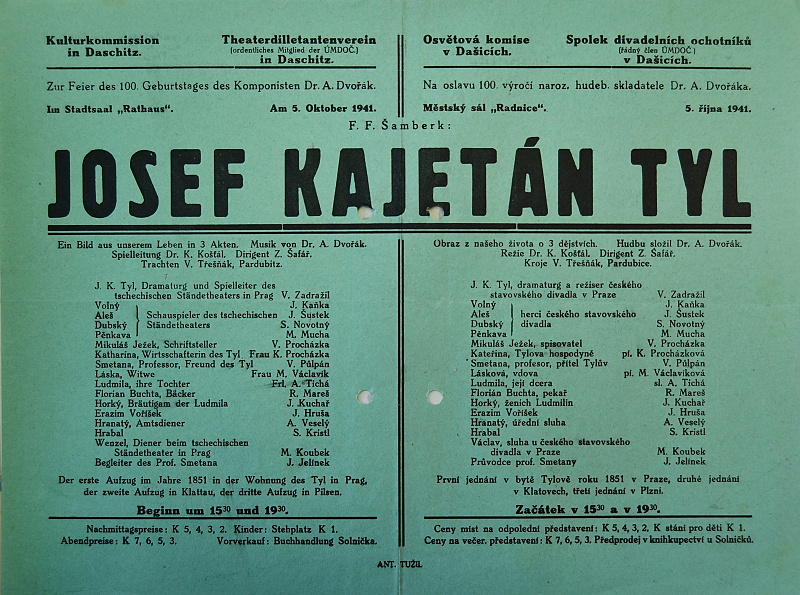 Kulturkommission
in Daschitz.
Theaterdilletantenverein
(ordentliches Mitglied der ÚMDOČ.)
in Daschitz.
Zur Feier des 100. Geburtstages des Komponisten Dr. A. Dvořák.
Im Stadtsaal „Rathaus“. Am 5. Oktober 1941.
Osvětová komise
v Dašicích.
Spolek divadelních ochotníků
(řádný člen ÚMDOČ)
v Dašicích.
Na oslavu 100. výročí naroz. hudeb. skladatele Dr. A. Dvořáka.
Městský sál „Radnice“. 5. října 1941.
F. F. Šamberk:
JOSEF KAJETÁN TYL
Ein Bild aus unserem Leben in 3 Akten. Musik von Dr. A. Dvořák.
Spielleitung Dr. K. Košťál. Dirigent Z. Šafář.
Trachten V. Třešňák, Pardubitz.
J. K. Tyl, Dramaturg und Spielleiter des
tschechischen Ständetheaters in Prag V. Zadražil
Volný J. Kaňka
Aleš Schauspieler des tschechischen J. Šustek
Dubský Ständetheaters S. Novotný
Pěnkava M. Mucha
Mikuláš Ježek, Schriftsteller V. Procházka
Katharina, Wirtsschafterin des Tyl Frau K. Procházka
Smetana, Professor, Freund des Tyl V. Půlpán
Láska, Witwe Frau M. Václavík
Ludmila, ihre Tochter Frl. A. Tichá
Florian Buchta, Bäcker R. Mareš
Horký, Bräutigam der Ludmila J. Kuchař
Erazim Voříšek J. Hruša
Hranatý, Amtsdiener A. Veselý
Hrabal S. Kristl
Wenzel, Diener beim tschechischen
Ständetheater in Prag M. Koubek
Begleiter des Prof. Smetana J. Jelínek
Der erste Aufzug im Jahre 1851 in der Wohnung des Tyl in Prag,
der zweite Aufzug in Klattau, der dritte Aufzug in Pilsen.
Beginn um 15³⁰ und 19³⁰.
Nachmittagspreise: K 5, 4, 3, 2. Kinder: Stehplatz K 1.
Abendpreise: K 7, 6, 5, 3. Vorverkauf: Buchhandlung Solnička.
Obraz z našeho života o 3 dějstvích. Hudbu složil Dr. A. Dvořák.
Režie Dr. K. Košťál. Dirigent Z. Šafář.
Kroje V. Třešňák, Pardubice.
J. K. Tyl, dramaturg a režiser českého
stavovského divadla v Praze V. Zadražil
Volný J. Kaňka
Aleš herci českého stavovského J. Šustek
Dubský divadla S. Novotný
Pěnkava M. Mucha
Mikuláš Ježek, spisovatel V. Procházka
Kateřina, Tylova hospodyně pí. K. Procházková
Smetana, profesor, přítel Tylův V. Půlpán
Lásková, vdova pí. M. Václavíková
Ludmila, její dcera sl. A. Tichá
Florián Buchta, pekař R. Mareš
Horký, ženich Ludmilin J. Kuchař
Erazim Voříšek J. Hruša
Hranatý, úřední sluha A. Veselý
Hrabal S. Kristl
Václav, sluha u českého stavovského
divadla v Praze M. Koubek
Průvodce prof. Smetany J. Jelínek
První jednání v bytě Tylově roku 1851 v Praze, druhé jednání
v Klatovech, třetí jednání v Plzni.
Začátek v 15³⁰ a v 19³⁰.
Ceny míst na odpolední představení: K 5, 4, 3, 2, K stání pro děti K 1.
Ceny na večer. představení: K 7, 6, 5, 3. Předprodej v knihkupectví u Solničků.
ANT. TUŽIL